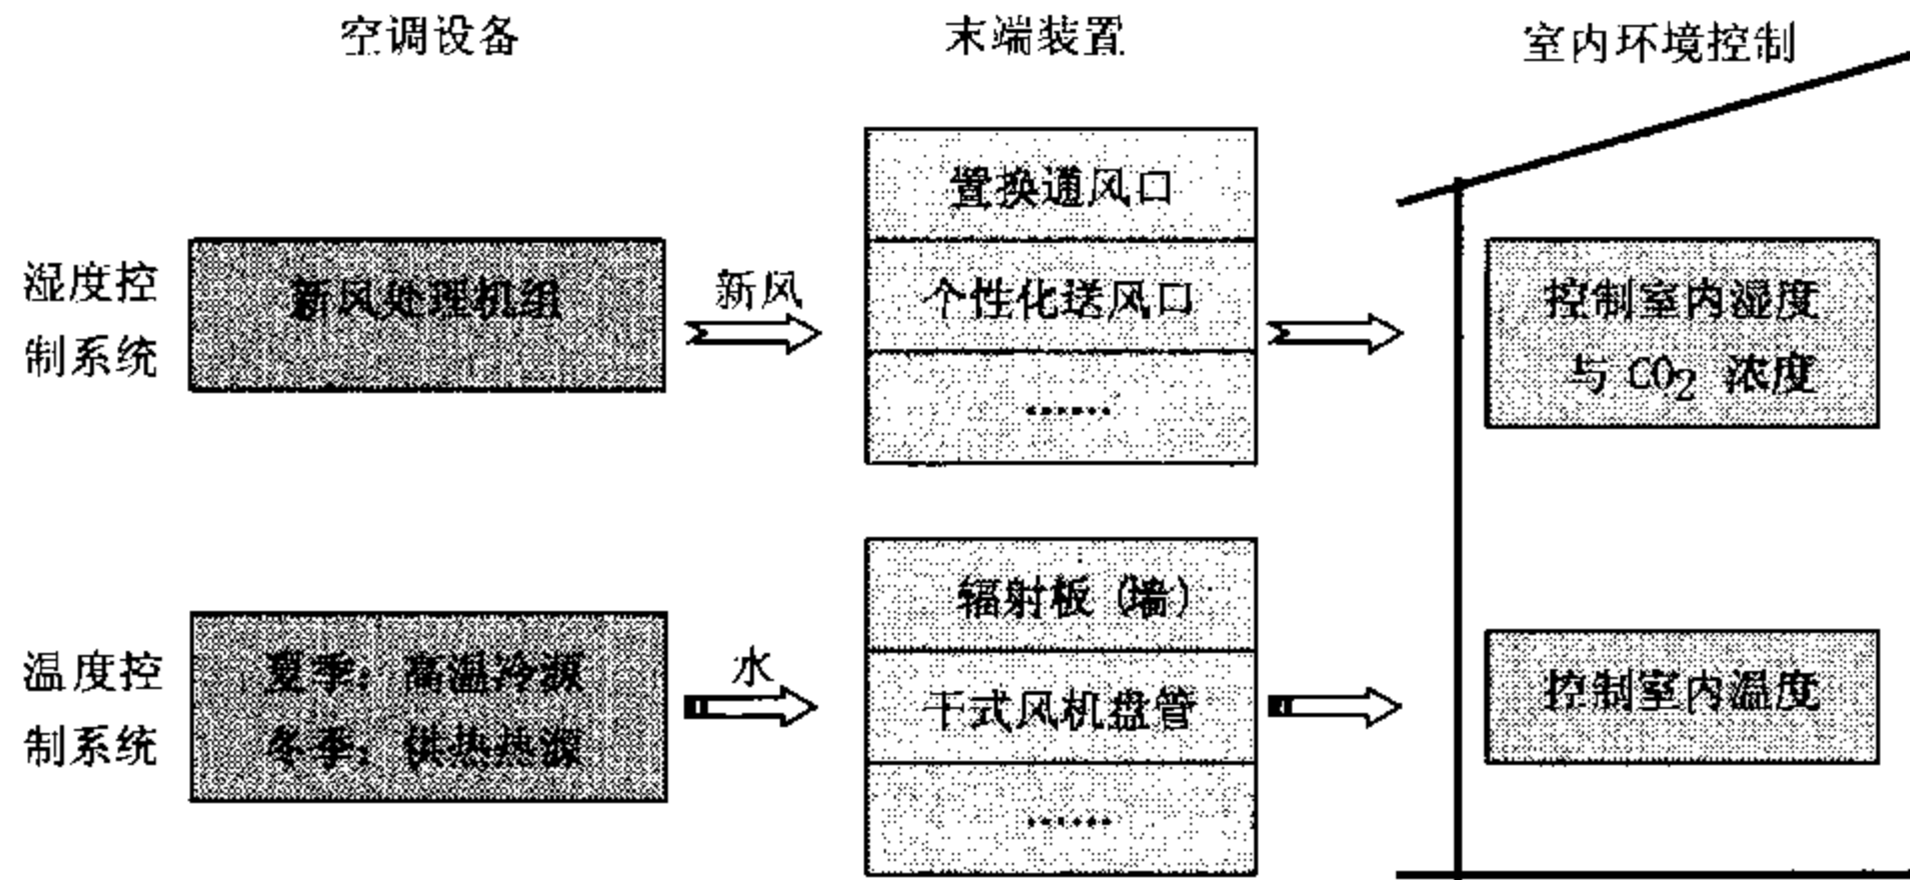 空调设备
末端装置
室内环境控制
湿度控
制系统
新风处理机组
新风
置换通风口
个性化送风口
......
控制室内湿度
与 CO₂ 浓度
温度控
制系统
夏季：高温冷源
冬季：供热热源
水
辐射板（墙）
干式风机盘管
......
控制室内温度